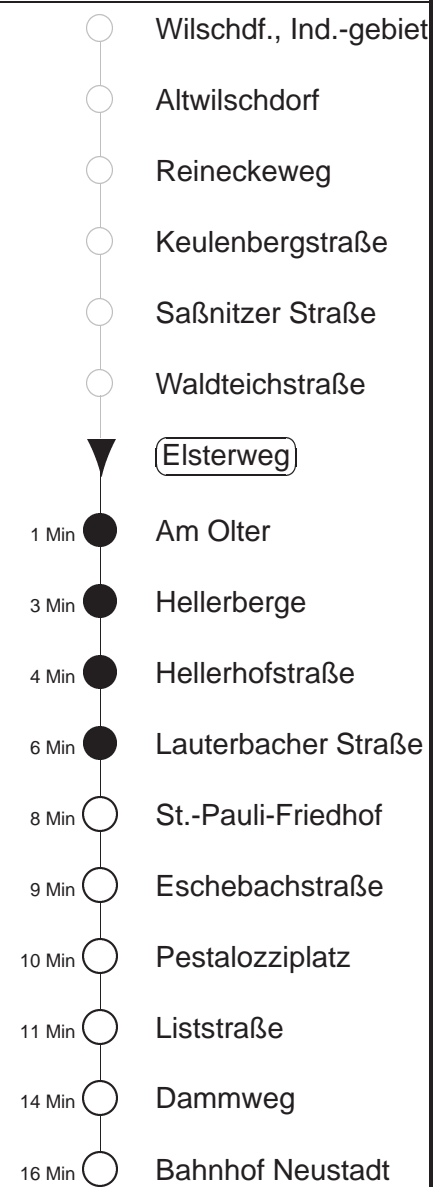 Wilschdf., Ind.-gebiet
Altwilschdorf
Reineckeweg
Keulenbergstraße
Saßnitzer Straße
Waldteichstraße
Elsterweg
1 Min Am Olter
3 Min Hellerberge
4 Min Hellerhofstraße
6 Min Lauterbacher Straße
8 Min St.-Pauli-Friedhof
9 Min Eschebachstraße
10 Min Pestalozziplatz
11 Min Liststraße
14 Min Dammweg
16 Min Bahnhof Neustadt